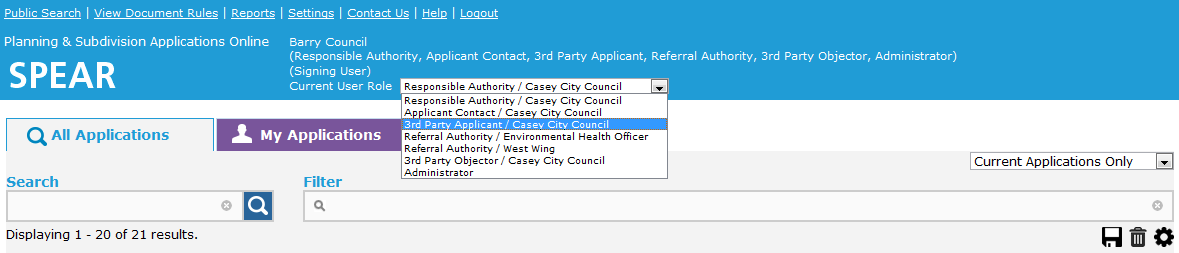 Public Search | View Document Rules | Reports | Settings | Contact Us | Help | Logout
Planning & Subdivision Applications Online
SPEAR
Barry Council
(Responsible Authority, Applicant Contact, 3rd Party Applicant, Referral Authority, 3rd Party Objector, Administrator)
(Signing User)
Current User Role Responsible Authority / Casey City Council
Responsible Authority / Casey City Council
Applicant Contact / Casey City Council
3rd Party Applicant / Casey City Council
Referral Authority / Environmental Health Officer
Referral Authority / West Wing
3rd Party Objector / Casey City Council
Administrator
All Applications
My Applications
Current Applications Only
Search
Filter
Displaying 1 - 20 of 21 results.